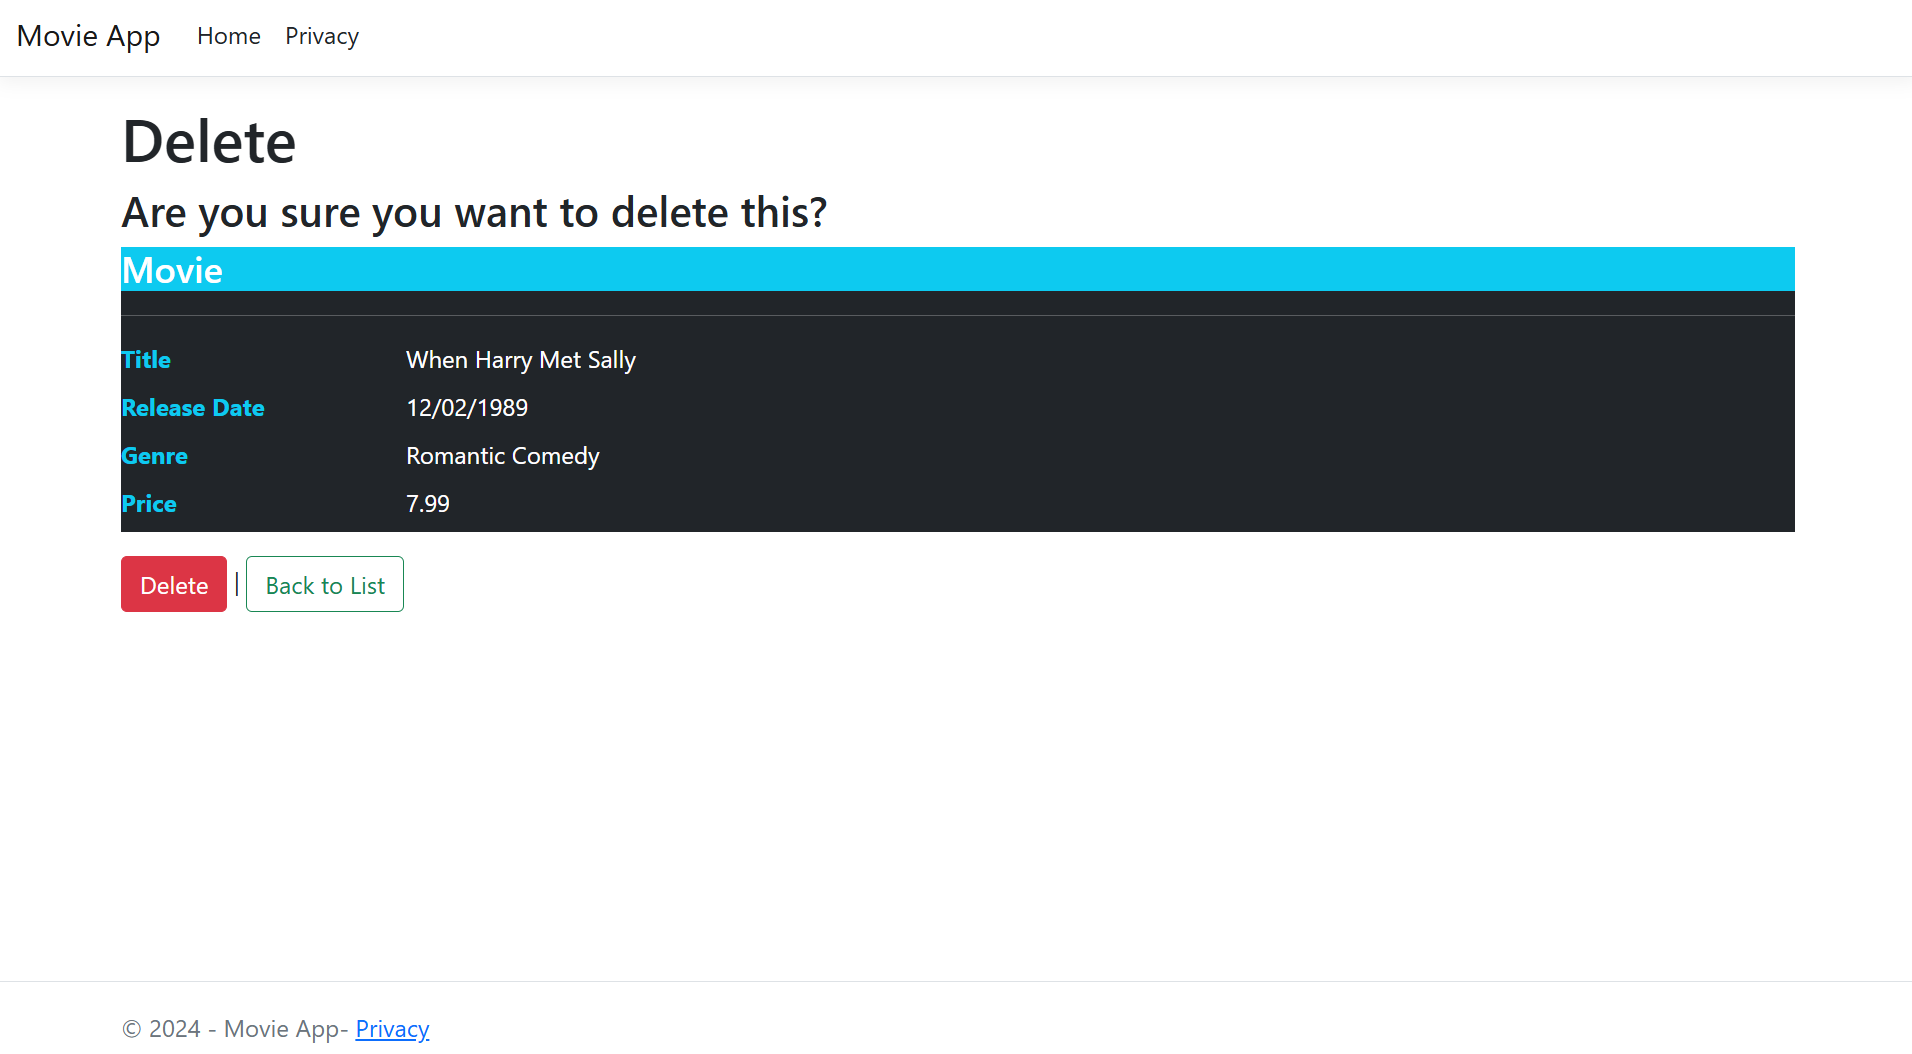 Movie App Home Privacy
Delete
Are you sure you want to delete this?
Movie
Title When Harry Met Sally
Release Date 12/02/1989
Genre Romantic Comedy
Price 7.99
Delete | Back to List
© 2024 - Movie App- Privacy